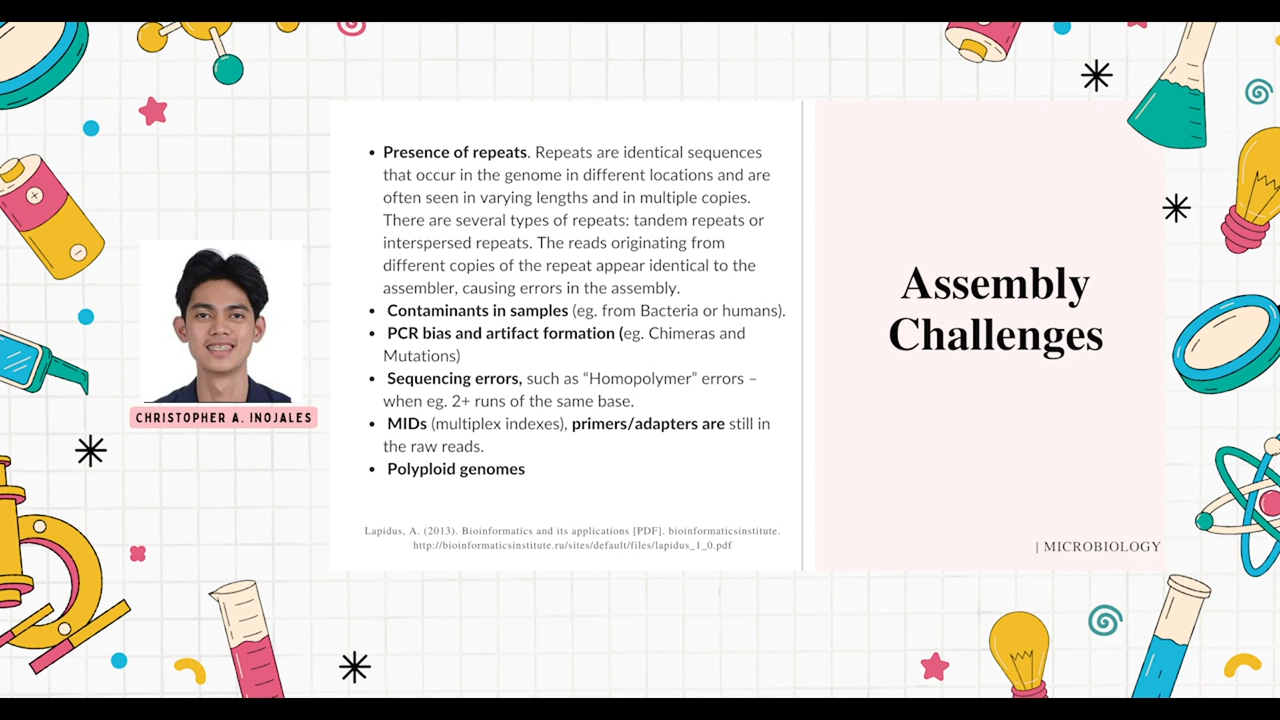 • Presence of repeats. Repeats are identical sequences
that occur in the genome in different locations and are
often seen in varying lengths and in multiple copies.
There are several types of repeats: tandem repeats or
interspersed repeats. The reads originating from
different copies of the repeat appear identical to the
assembler, causing errors in the assembly.
• Contaminants in samples (eg. from Bacteria or humans).
• PCR bias and artifact formation (eg. Chimeras and
Mutations)
• Sequencing errors, such as “Homopolymer” errors –
when eg. 2+ runs of the same base.
• MIDs (multiplex indexes), primers/adapters are still in
the raw reads.
• Polyploid genomes
Lapidus, A. (2013). Bioinformatics and its applications [PDF]. bioinformaticsinstitute.
http://bioinformaticsinstitute.ru/sites/default/files/lapidus_1_0.pdf
CHRISTOPHER A. INOJALES
Assembly
Challenges
| MICROBIOLOGY